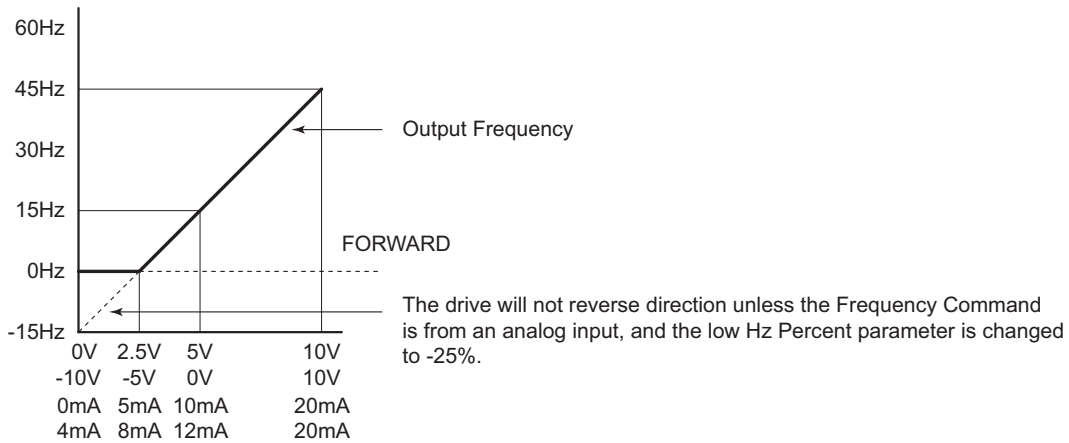 60Hz
45Hz
Output Frequency
30Hz
15Hz
FORWARD
0Hz
The drive will not reverse direction unless the Frequency Command
is from an analog input, and the low Hz Percent parameter is changed
to -25%.
-15Hz
0V 2.5V 5V 10V
-10V -5V 0V 10V
0mA 5mA 10mA 20mA
4mA 8mA 12mA 20mA